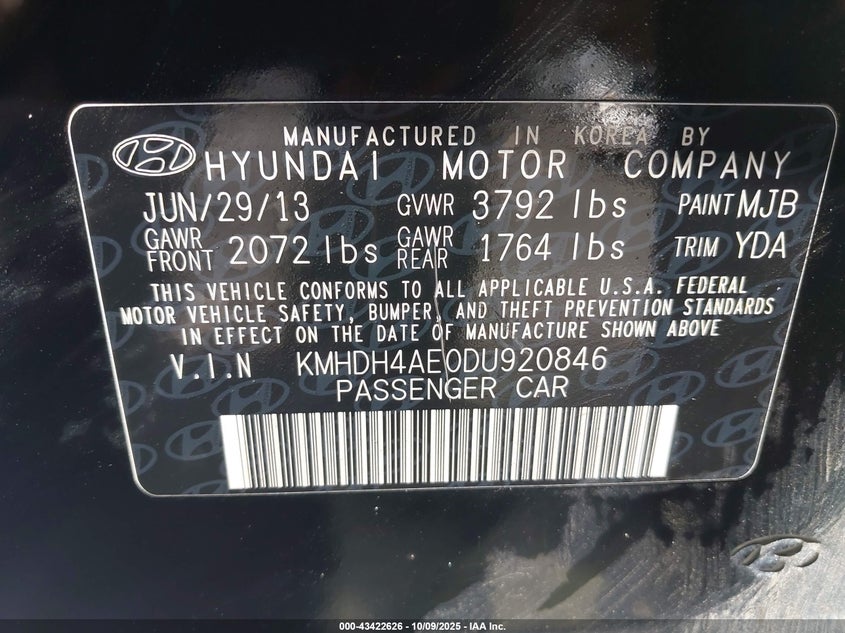 MANUFACTURED IN KOREA BY
HYUNDAI MOTOR COMPANY
JUN/29/13 GVWR 3792 lbs PAINT MJB
GAWR FRONT 2072 lbs GAWR REAR 1764 lbs TRIM YDA
THIS VEHICLE CONFORMS TO ALL APPLICABLE U.S.A. FEDERAL
MOTOR VEHICLE SAFETY, BUMPER, AND THEFT PREVENTION STANDARDS
IN EFFECT ON THE DATE OF MANUFACTURE SHOWN ABOVE
V.I.N KMHDH4AE0DU920846
PASSENGER CAR
000-43422626 - 10/09/2025 - IAA Inc.